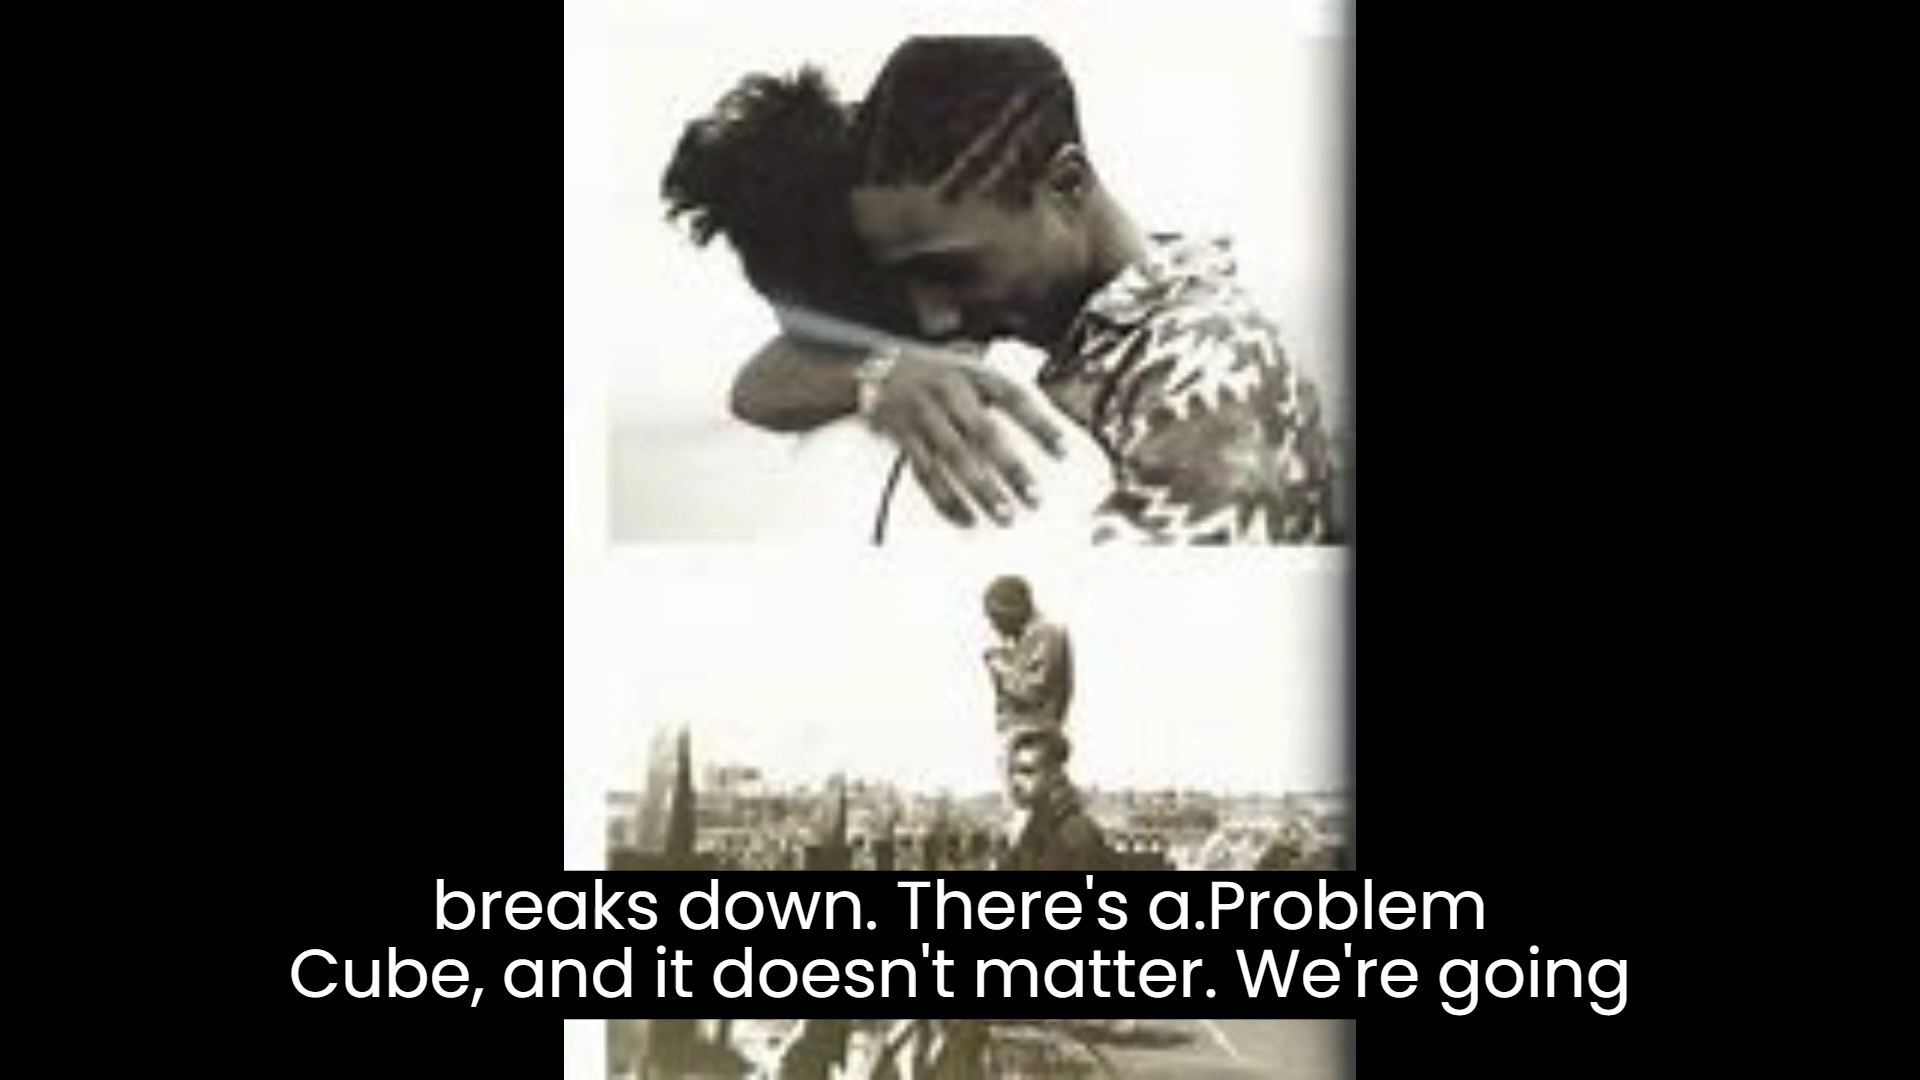 breaks down. There's a.Problem
Cube, and it doesn't matter. We're going